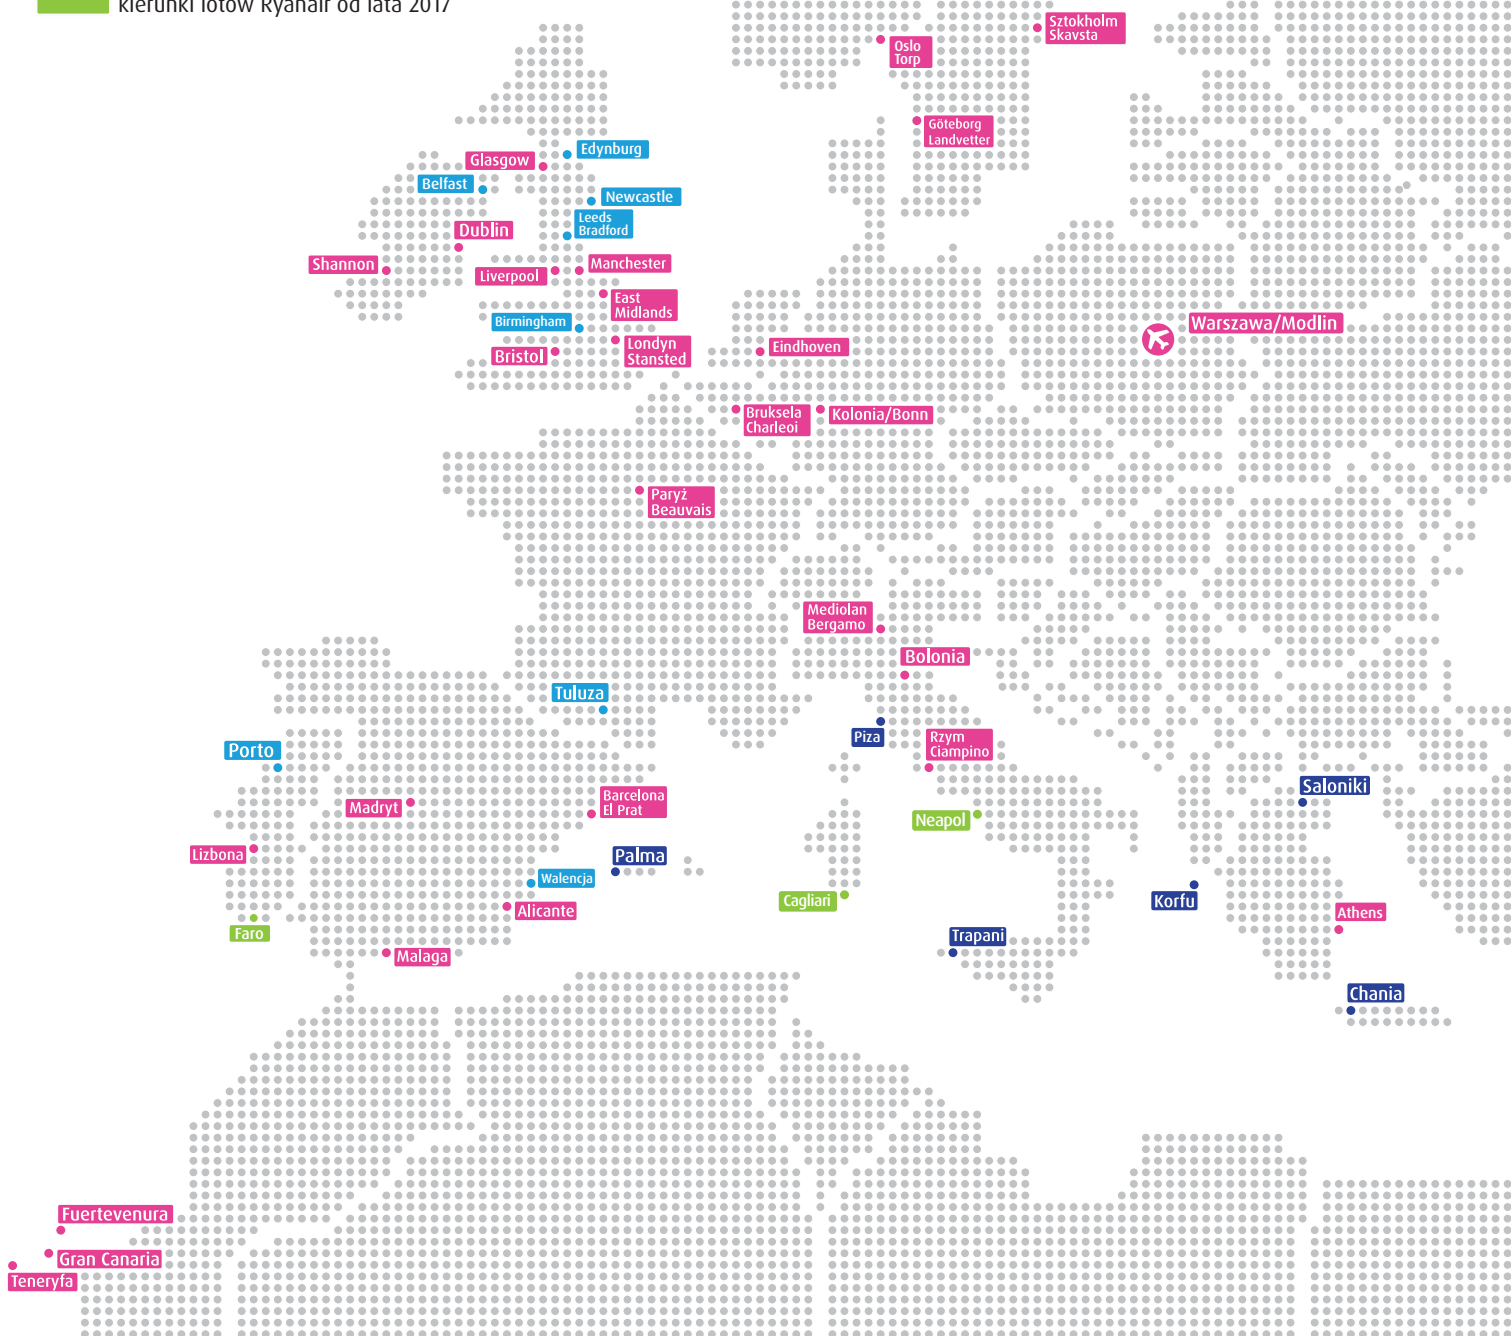 kierunki lotów Ryanair od lata 2017
Sztokholm
Skavsta
Oslo
Torp
Göteborg
Landvetter
Edynburg
Glasgow
Belfast
Newcastle
Leeds
Bradford
Dublin
Shannon
Liverpool
Manchester
East
Midlands
Birmingham
Londyn
Stansted
Bristol
Eindhoven
Warszawa/Modlin
Bruksela
Charleoi
Kolonia/Bonn
Paryż
Beauvais
Mediolan
Bergamo
Bolonia
Tuluza
Piza
Rzym
Ciampino
Porto
Saloniki
Madryt
Barcelona
El Prat
Neapol
Lizbona
Palma
Walencja
Cagliari
Korfu
Alicante
Athens
Faro
Trapani
Malaga
Chania
Fuertevenura
Gran Canaria
Teneryfa